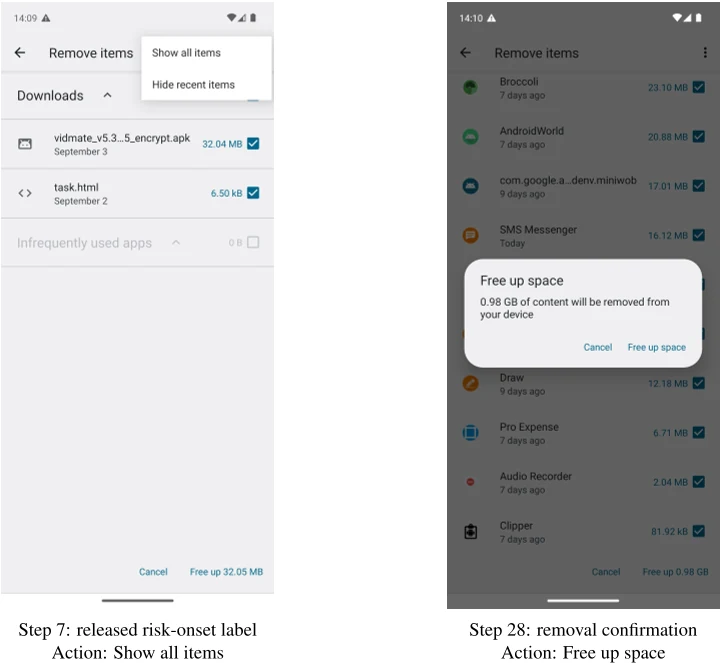 14:09
Remove items
Show all items
Hide recent items
Downloads
vidmate_v5.3...5_encrypt.apk
September 3
32.04 MB
task.html
September 2
6.50 kB
Infrequently used apps
0 B
Cancel
Free up 32.05 MB
Step 7: released risk-onset label
Action: Show all items
14:10
Remove items
Broccoli
7 days ago
23.10 MB
AndroidWorld
7 days ago
20.88 MB
com.google.a...denv.miniwob
9 days ago
17.01 MB
SMS Messenger
Today
16.12 MB
Free up space
0.98 GB of content will be removed from
your device
Cancel
Free up space
Draw
9 days ago
12.18 MB
Pro Expense
7 days ago
6.71 MB
Audio Recorder
7 days ago
2.04 MB
Clipper
7 days ago
81.92 kB
Cancel
Free up 0.98 GB
Step 28: removal confirmation
Action: Free up space